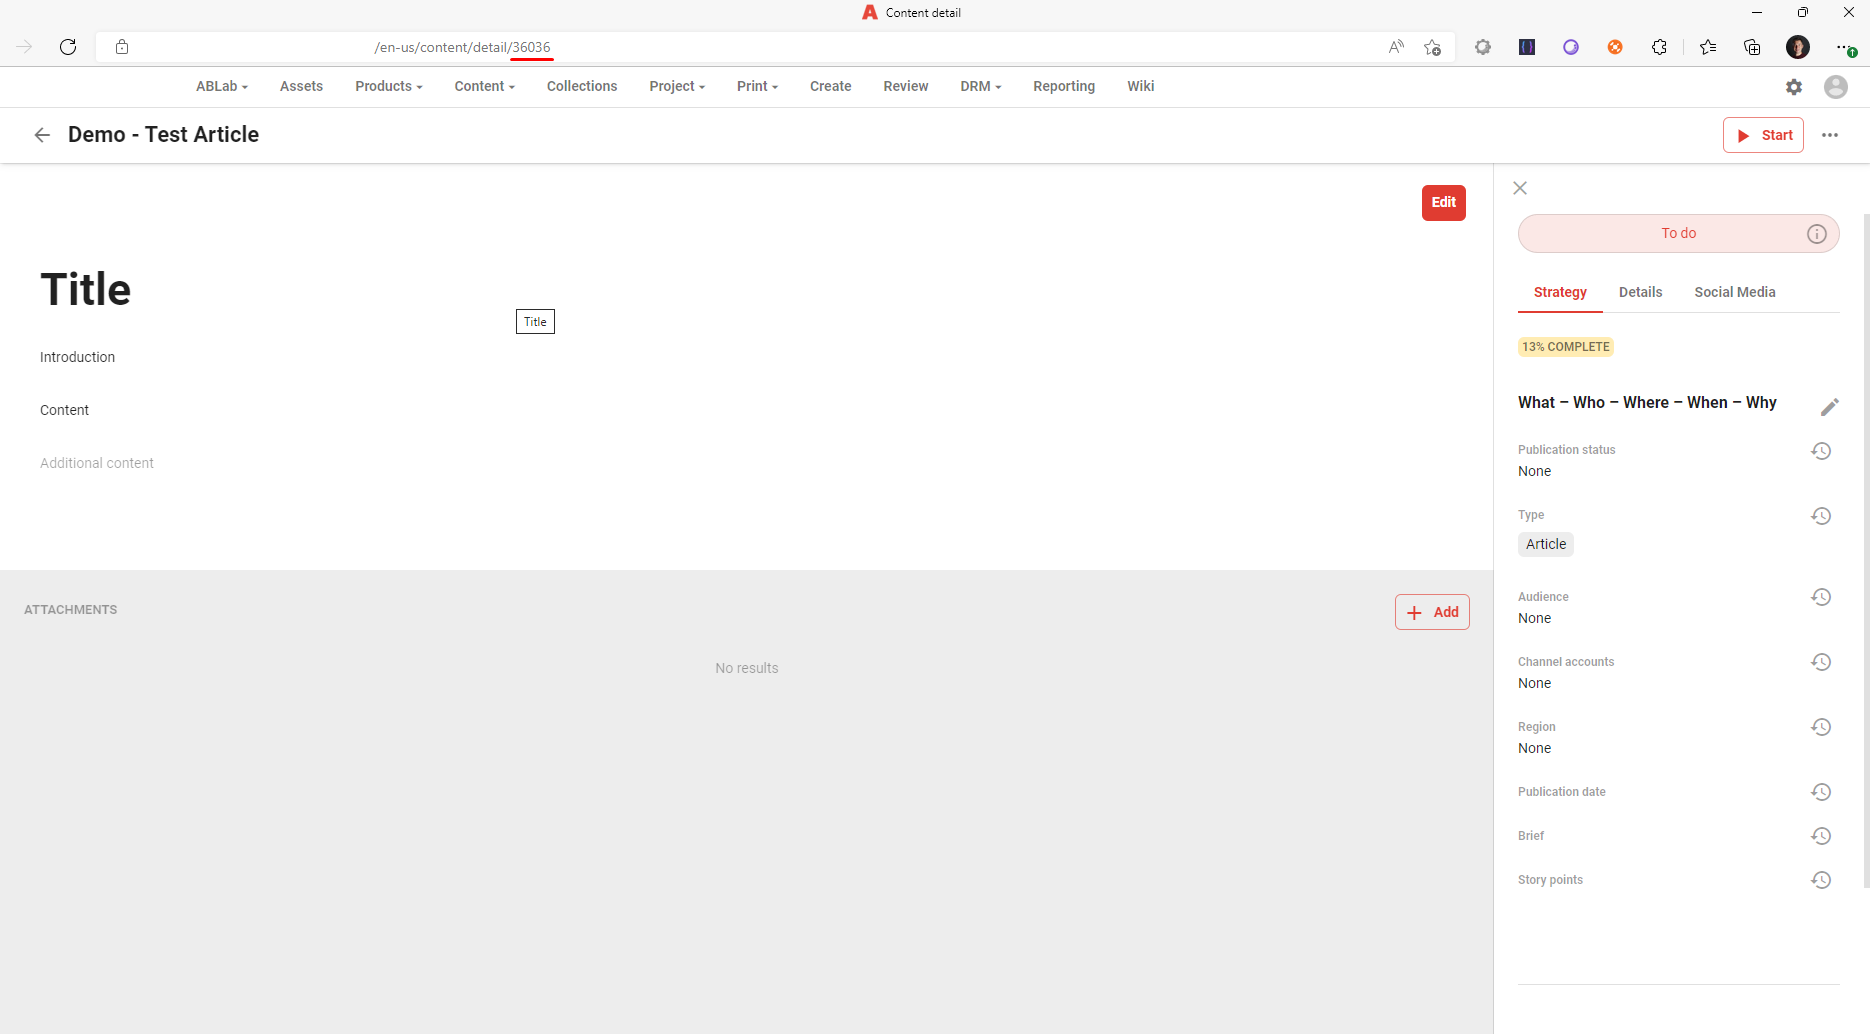 Content detail
/en-us/content/detail/36036
ABLab Assets Products Content Collections Project Print Create Review DRM Reporting Wiki
Demo - Test Article
Start
Edit
Title
Title
Introduction
Content
Additional content
ATTACHMENTS
Add
No results
To do
Strategy Details Social Media
13% COMPLETE
What – Who – Where – When – Why
Publication status
None
Type
Article
Audience
None
Channel accounts
None
Region
None
Publication date
Brief
Story points